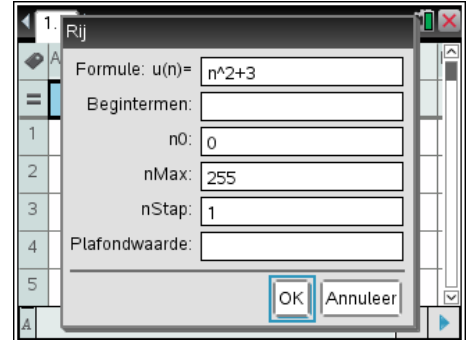 1.
Rij
A
Formule: u(n)= n^2+3
Begintermen:
n0: 0
nMax: 255
nStap: 1
Plafondwaarde:
=
1
2
3
4
5
OK Annuleer
A